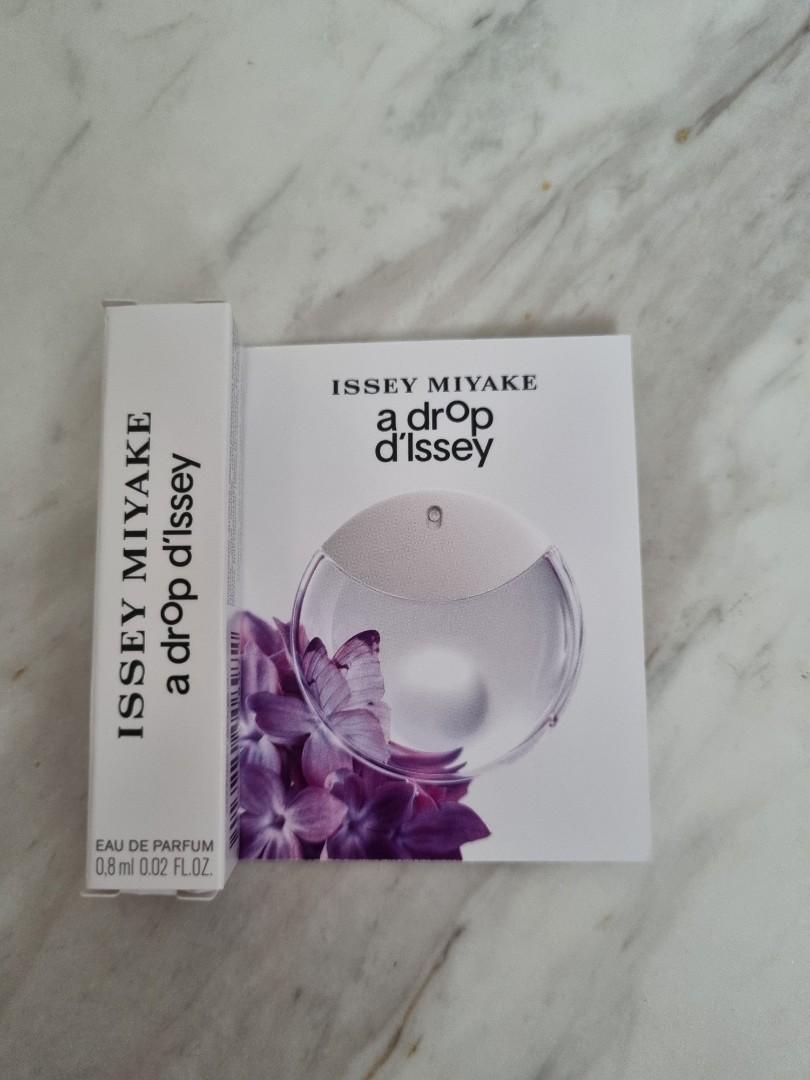 ISSEY MIYAKE
a drop d'Issey
EAU DE PARFUM
0,8 ml 0.02 FL.OZ.
ISSEY MIYAKE
a drop
d'Issey